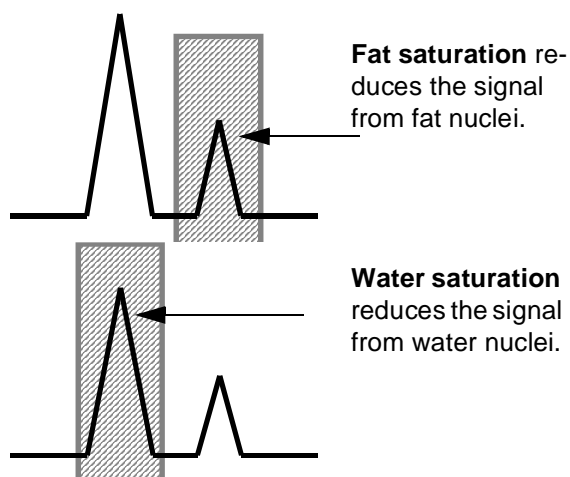 Fat saturation re-
duces the signal
from fat nuclei.
Water saturation
reduces the signal
from water nuclei.